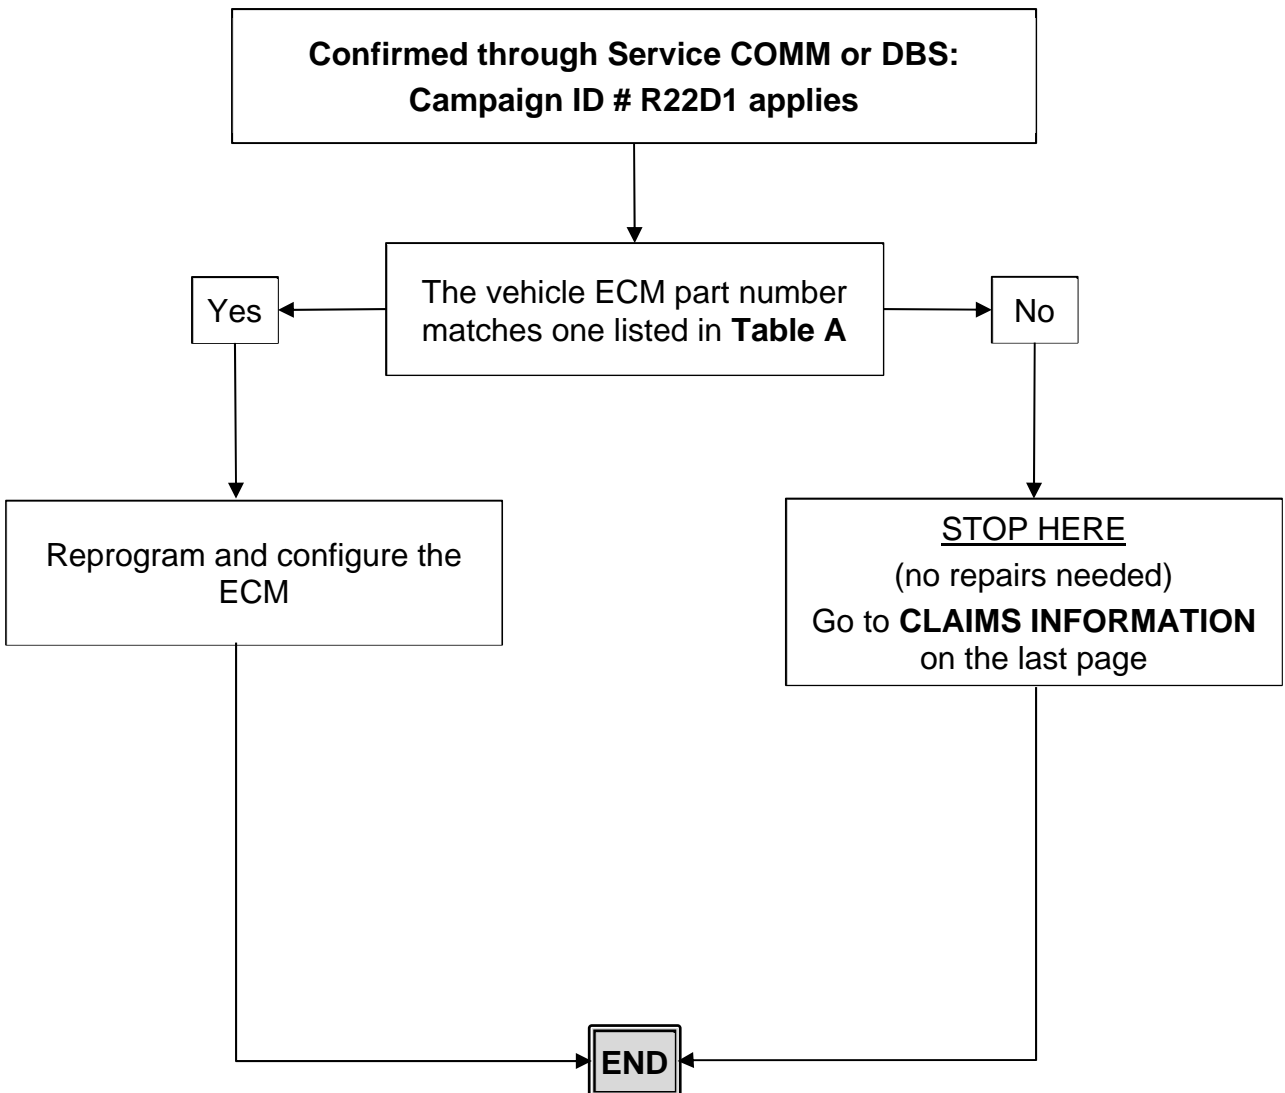 Confirmed through Service COMM or DBS:
Campaign ID # R22D1 applies
The vehicle ECM part number
matches one listed in Table A
Yes
No
Reprogram and configure the
ECM
STOP HERE
(no repairs needed)
Go to CLAIMS INFORMATION
on the last page
END